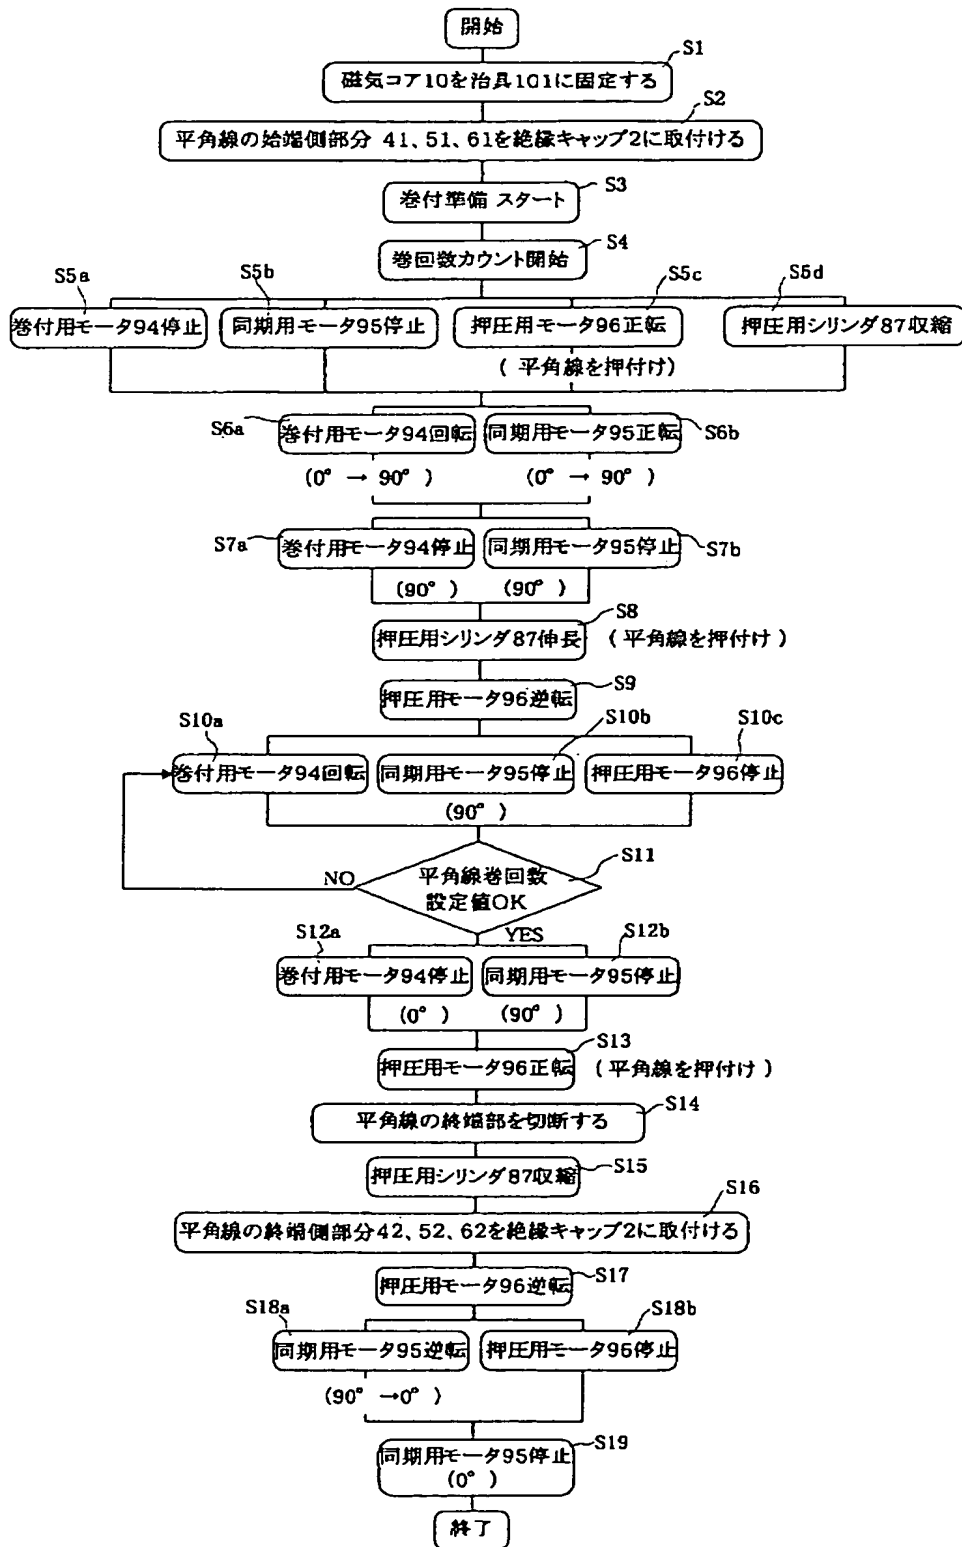 開始
S1
磁気コア10を治具101に固定する
S2
平角線の始端側部分 41、51、61を絶縁キャップ2に取付ける
S3
巻付準備 スタート
S4
巻回数カウント開始
S5a S5b S5c S5d
巻付用モータ94停止 同期用モータ95停止 押圧用モータ96正転 押圧用シリンダ87収縮
(平角線を押付け)
S6a 巻付用モータ94回転 同期用モータ95正転 S6b
(0° → 90°) (0° → 90°)
S7a 巻付用モータ94停止 同期用モータ95停止 S7b
(90°) (90°)
S8
押圧用シリンダ87伸長 (平角線を押付け)
S9
押圧用モータ96逆転
S10a S10b S10c
巻付用モータ94回転 同期用モータ95停止 押圧用モータ96停止
(90°)
S11
平角線巻回数
NO
設定値OK
YES
S12a S12b
巻付用モータ94停止 同期用モータ95停止
(0°) (90°)
S13
押圧用モータ96正転 (平角線を押付け)
S14
平角線の終端部を切断する
S15
押圧用シリンダ87収縮
S16
平角線の終端側部分42、52、62を絶縁キャップ2に取付ける
S17
押圧用モータ96逆転
S18a S18b
同期用モータ95逆転 押圧用モータ96停止
(90° →0°)
S19
同期用モータ95停止
(0°)
終了